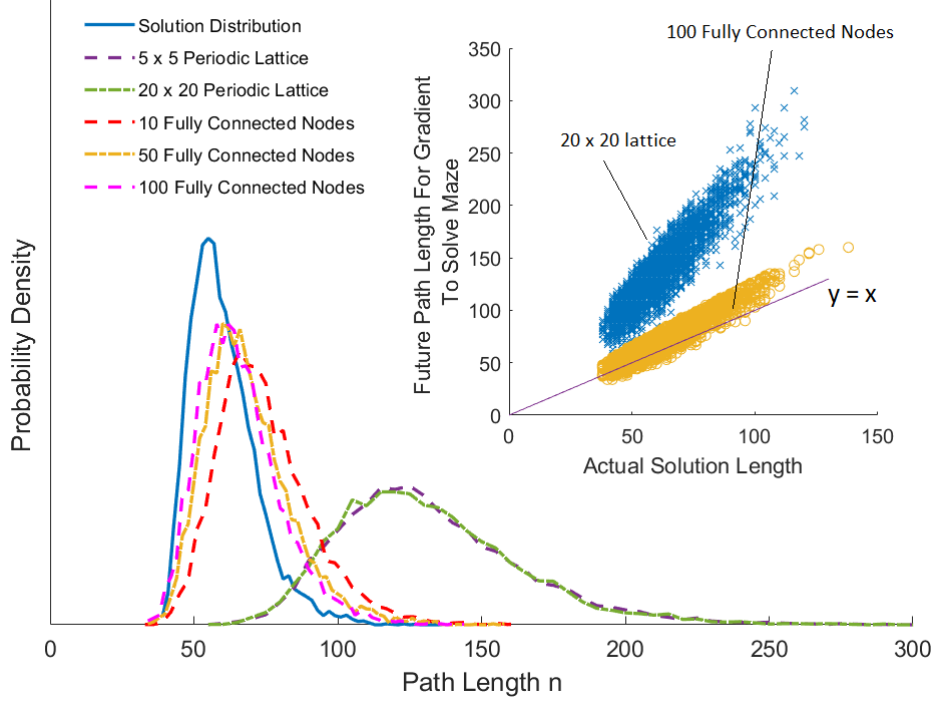 Solution Distribution
5 x 5 Periodic Lattice
20 x 20 Periodic Lattice
10 Fully Connected Nodes
50 Fully Connected Nodes
100 Fully Connected Nodes
Probability Density
0
50
100
150
200
250
300
Path Length n
100 Fully Connected Nodes
20 x 20 lattice
y = x
Future Path Length For Gradient
To Solve Maze
350
300
250
200
150
100
50
0
0
50
100
150
Actual Solution Length